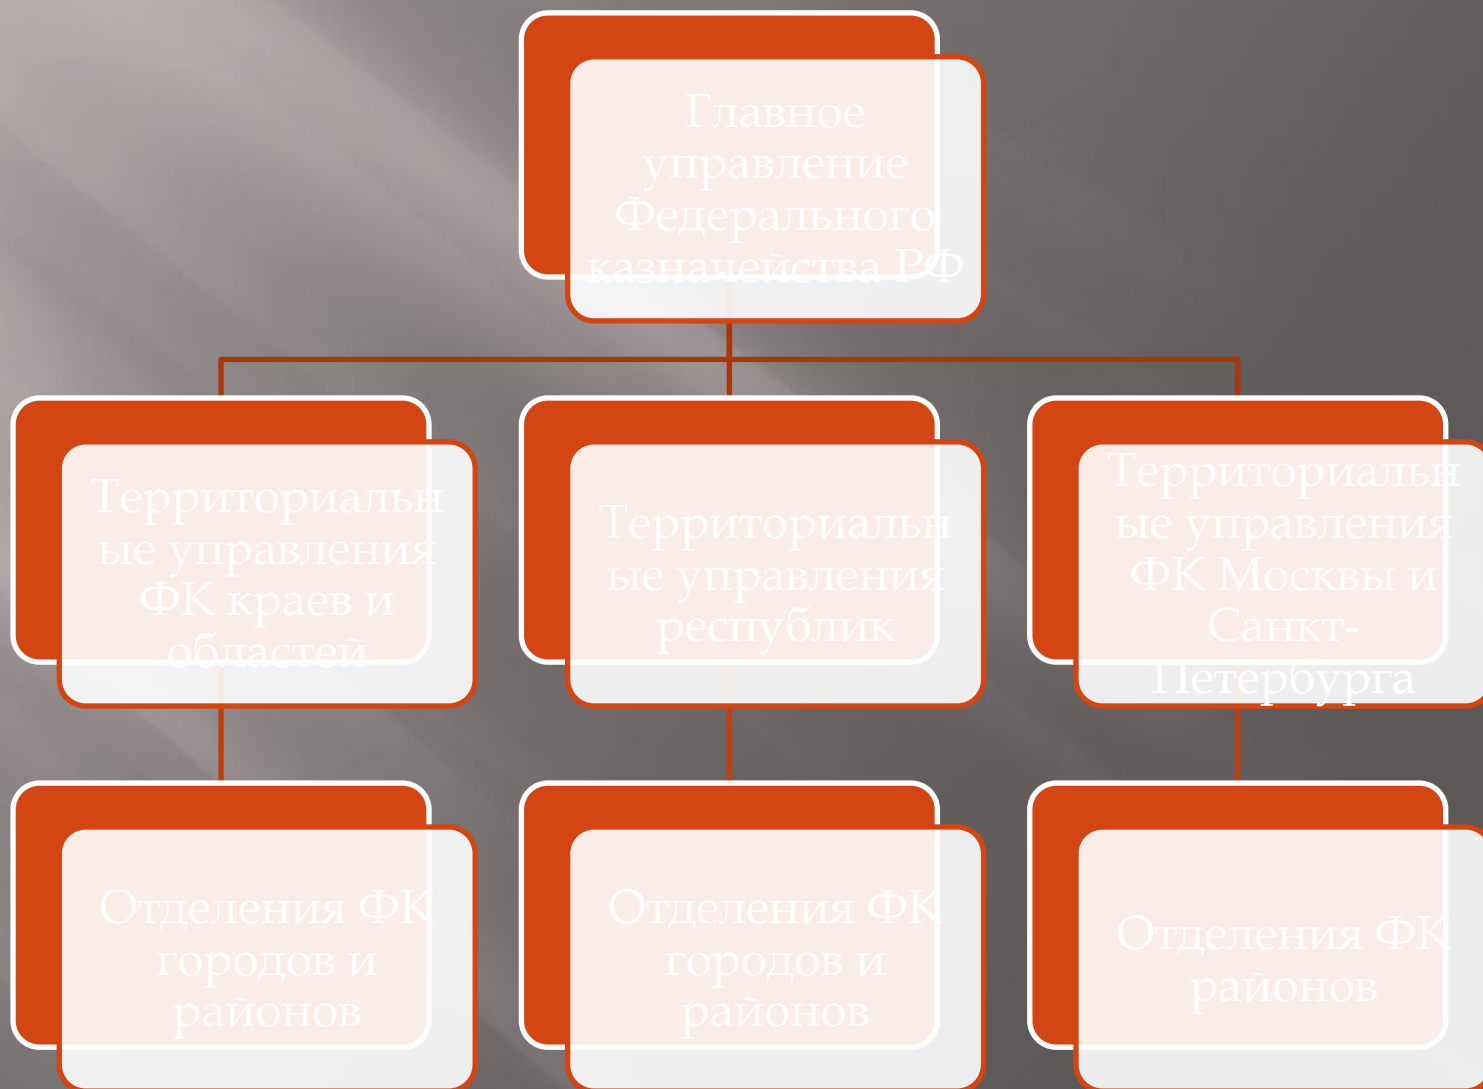 Главное
управление
Федерального
казначейства РФ
Территориальн
ые управления
ФК краев и
областей
Территориальн
ые управления
республик
Территориальн
ые управления
ФК Москвы и
Санкт-
Петербурга
Отделения ФК
городов и
районов
Отделения ФК
городов и
районов
Отделения ФК
районов